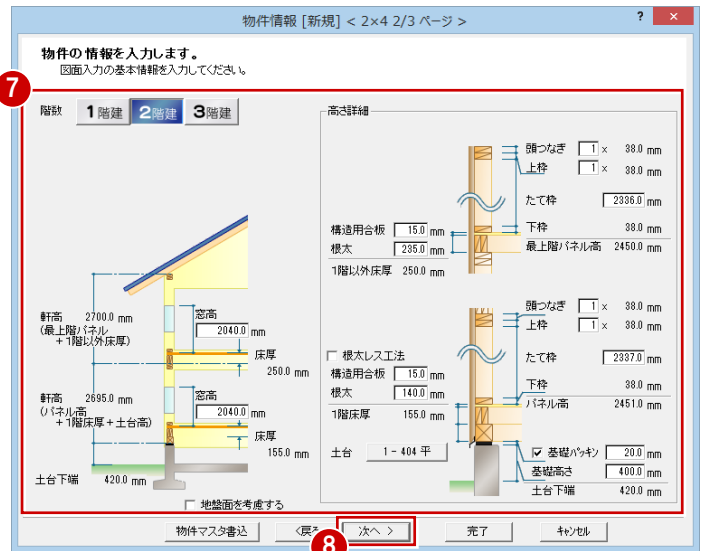 物件情報 [新規] < 2×4 2/3 ページ >
? ×
物件の情報を入力します。
図面入力の基本情報を入力してください。
7
階数 1階建 2階建 3階建
軒高 2700.0 mm
(最上階パネル
+1階以外床厚)
窓高
2040.0 mm
床厚
250.0 mm
軒高 2695.0 mm
(パネル高
+1階床厚+土台高)
窓高
2040.0 mm
床厚
155.0 mm
土台下端 420.0 mm
地盤面を考慮する
高さ詳細
頭つなぎ 1 × 38.0 mm
上枠 1 × 38.0 mm
たて枠 2336.0 mm
下枠 38.0 mm
最上階パネル高 2450.0 mm
構造用合板 15.0 mm
根太 235.0 mm
1階以外床厚 250.0 mm
頭つなぎ 1 × 38.0 mm
上枠 1 × 38.0 mm
たて枠 2337.0 mm
下枠 38.0 mm
パネル高 2451.0 mm
根太レス工法
構造用合板 15.0 mm
根太 140.0 mm
1階床厚 155.0 mm
土台 1 - 404 平
基礎パッキン 20.0 mm
基礎高さ 400.0 mm
土台下端 420.0 mm
物件マスタ書込 <戻 次へ > 完了 キャンセル
8